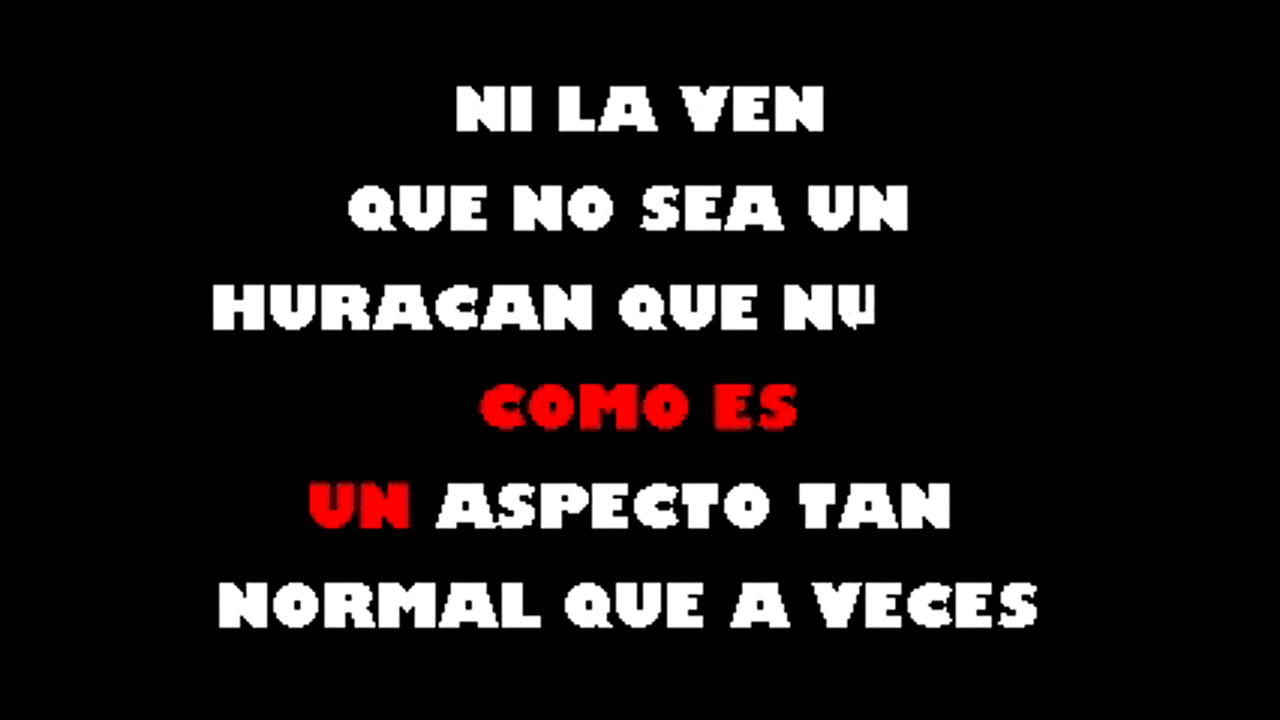 NI LA VEN
QUE NO SEA UN
HURACAN QUE NU
COMO ES
UN ASPECTO TAN
NORMAL QUE A VECES